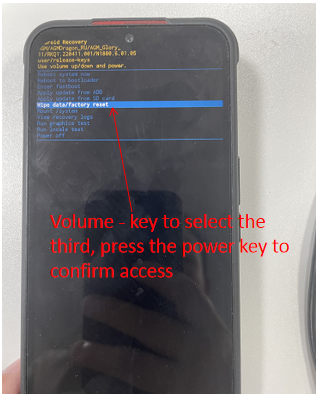 Android Recovery
AGM/AGMDragon_RU/AGM_Glory_
11/RKQ1.220411.001/N1800.6.01.05
user/release-keys
Use volume up/down and power.
Reboot system now
Reboot to bootloader
Enter fastboot
Apply update from ADB
Apply update from SD card
Wipe data/factory reset
Mount /system
View recovery logs
Run graphics test
Run locale test
Power off
Volume – key to select the
third, press the power key to
confirm access